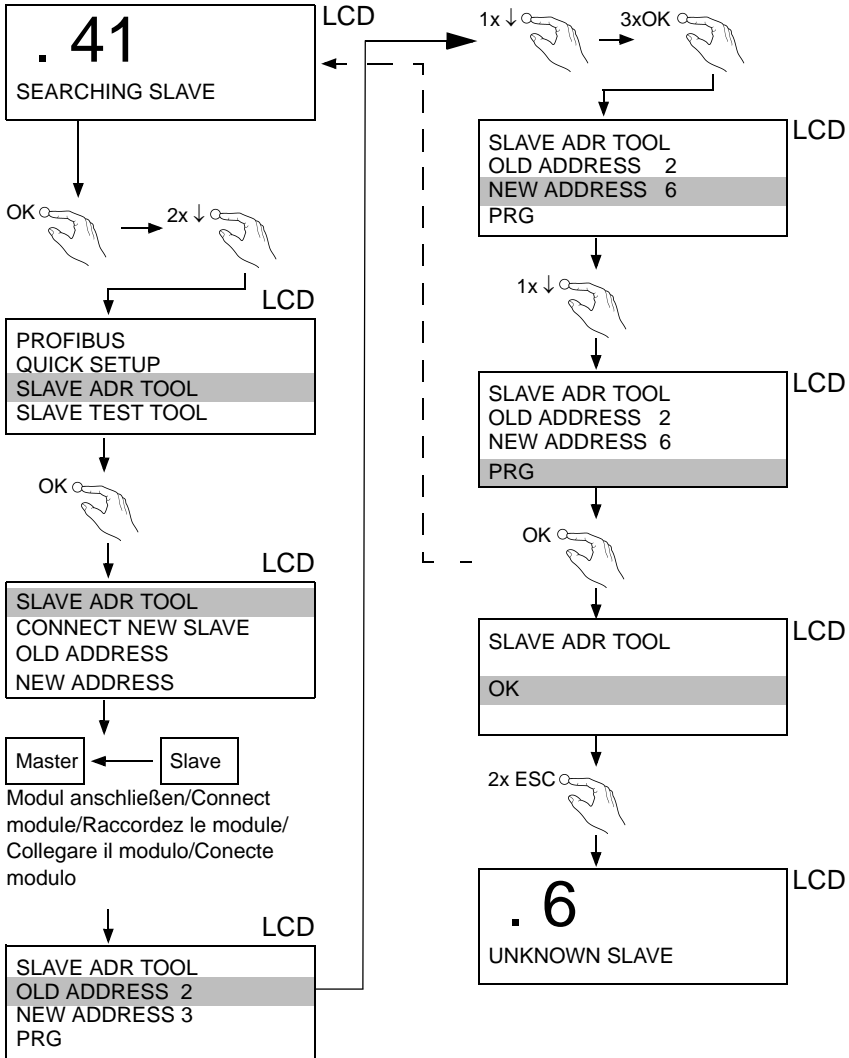 . 41
LCD
SEARCHING SLAVE
OK
2x ↓
LCD
PROFIBUS
QUICK SETUP
SLAVE ADR TOOL
SLAVE TEST TOOL
OK
LCD
SLAVE ADR TOOL
CONNECT NEW SLAVE
OLD ADDRESS
NEW ADDRESS
Master
Slave
Modul anschließen/Connect
module/Raccordez le module/
Collegare il modulo/Conecte
modulo
LCD
SLAVE ADR TOOL
OLD ADDRESS 2
NEW ADDRESS 3
PRG
1x ↓
3xOK
LCD
SLAVE ADR TOOL
OLD ADDRESS 2
NEW ADDRESS 6
PRG
1x ↓
LCD
SLAVE ADR TOOL
OLD ADDRESS 2
NEW ADDRESS 6
PRG
OK
LCD
SLAVE ADR TOOL
OK
2x ESC
LCD
. 6
UNKNOWN SLAVE